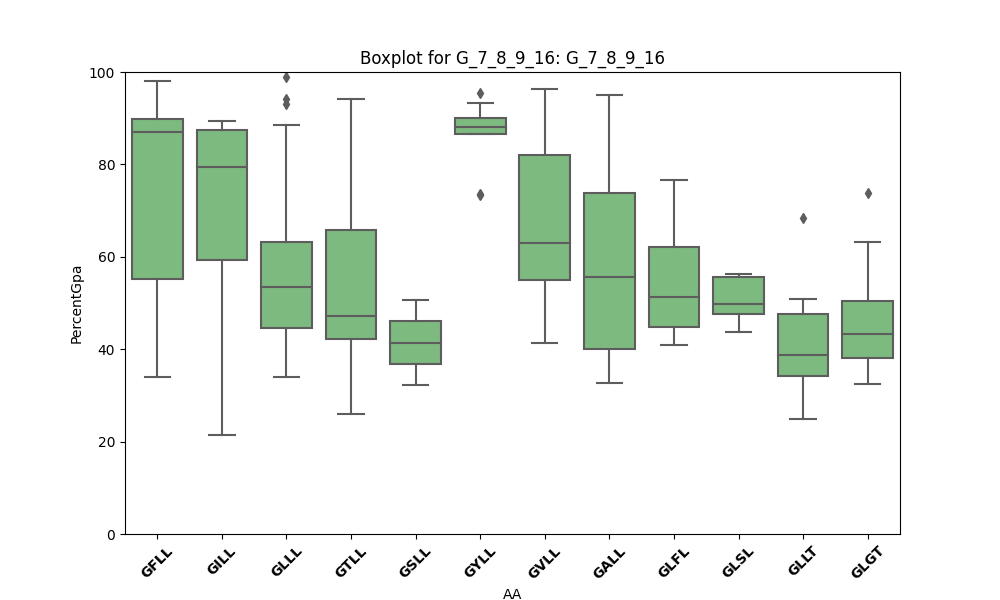 Boxplot for G_7_8_9_16: G_7_8_9_16
100
80
60
40
20
0
PercentGpa
GFLL GILL GLLL GTLL GSLL GYLL GVLL GALL GLFL GLSL GLLT GLGT
AA